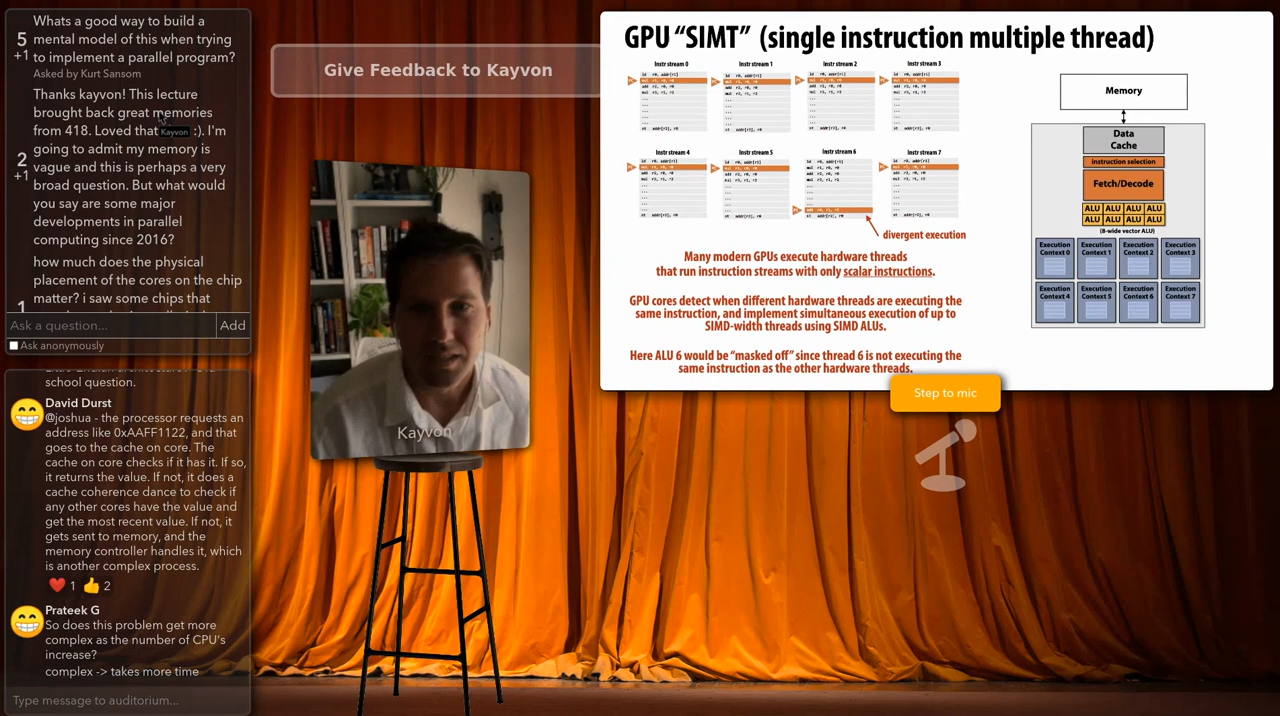 Whats a good way to build a
5 mental model of this when trying
+1 to implement a parallel program?
Asked by Kurt Samson
Thanks Kayvon! This lecture
brought back great memories
from 418. Loved that :). I'm
Kayvon
going to admit my memory is
2
+1
good question: but what would
you say are some major
developments in parallel
computing since 2016?
how much does the physical
placement of the cores on the chip
1 matter? i saw some chips that
Ask a question...
Add
Ask anonymously
school question.
David Durst
@joshua - the processor requests an
address like 0xAAFF1122, and that
goes to the cache on core. The
cache on core checks if it has it. If so,
it returns the value. If not, it does a
cache coherence dance to check if
any other cores have the value and
get the most recent value. If not, it
gets sent to memory, and the
memory controller handles it, which
is another complex process.
❤️ 1 👍 2
Prateek G
So does this problem get more
complex as the number of CPU's
increase?
complex -> takes more time
Type message to auditorium...
Give Feedback to Kayvon
Kayvon
GPU “SIMT” (single instruction multiple thread)
Instr stream 0
Instr stream 1
Instr stream 2
Instr stream 3
Instr stream 4
Instr stream 5
Instr stream 6
Instr stream 7
divergent execution
Many modern GPUs execute hardware threads
that run instruction streams with only scalar instructions.
GPU cores detect when different hardware threads are executing the
same instruction, and implement simultaneous execution of up to
SIMD-width threads using SIMD ALUs.
Here ALU 6 would be “masked off” since thread 6 is not executing the
same instruction as the other hardware threads.
Memory
Data
Cache
Instruction selection
Fetch/Decode
ALU ALU ALU ALU
ALU ALU ALU ALU
(8-wide vector ALU)
Execution Context 0
Execution Context 1
Execution Context 2
Execution Context 3
Execution Context 4
Execution Context 5
Execution Context 6
Execution Context 7
Step to mic